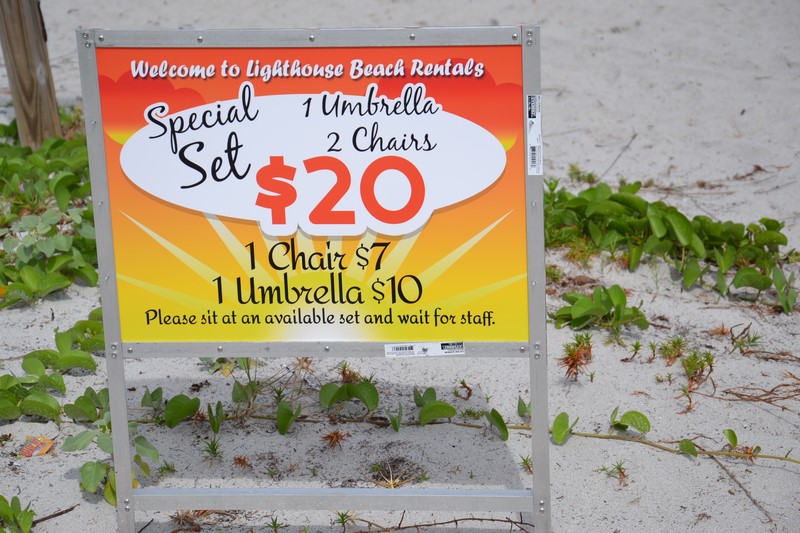 Welcome to Lighthouse Beach Rentals
Special Set
1 Umbrella
2 Chairs
$20
1 Chair $7
1 Umbrella $10
Please sit at an available set and wait for staff.